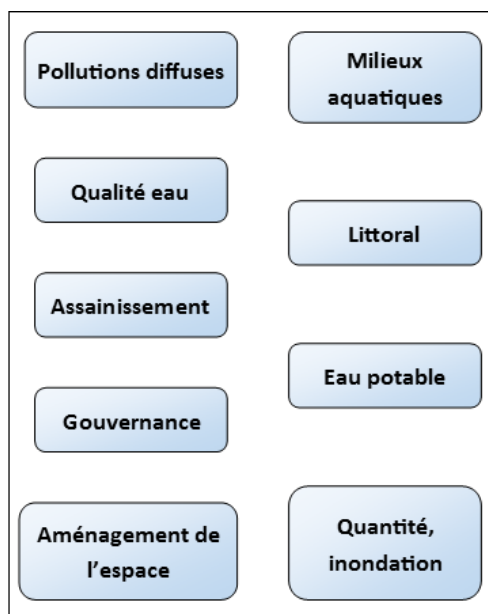 Pollutions diffuses
Milieux
aquatiques
Qualité eau
Littoral
Assainissement
Eau potable
Gouvernance
Aménagement de
l'espace
Quantité,
inondation